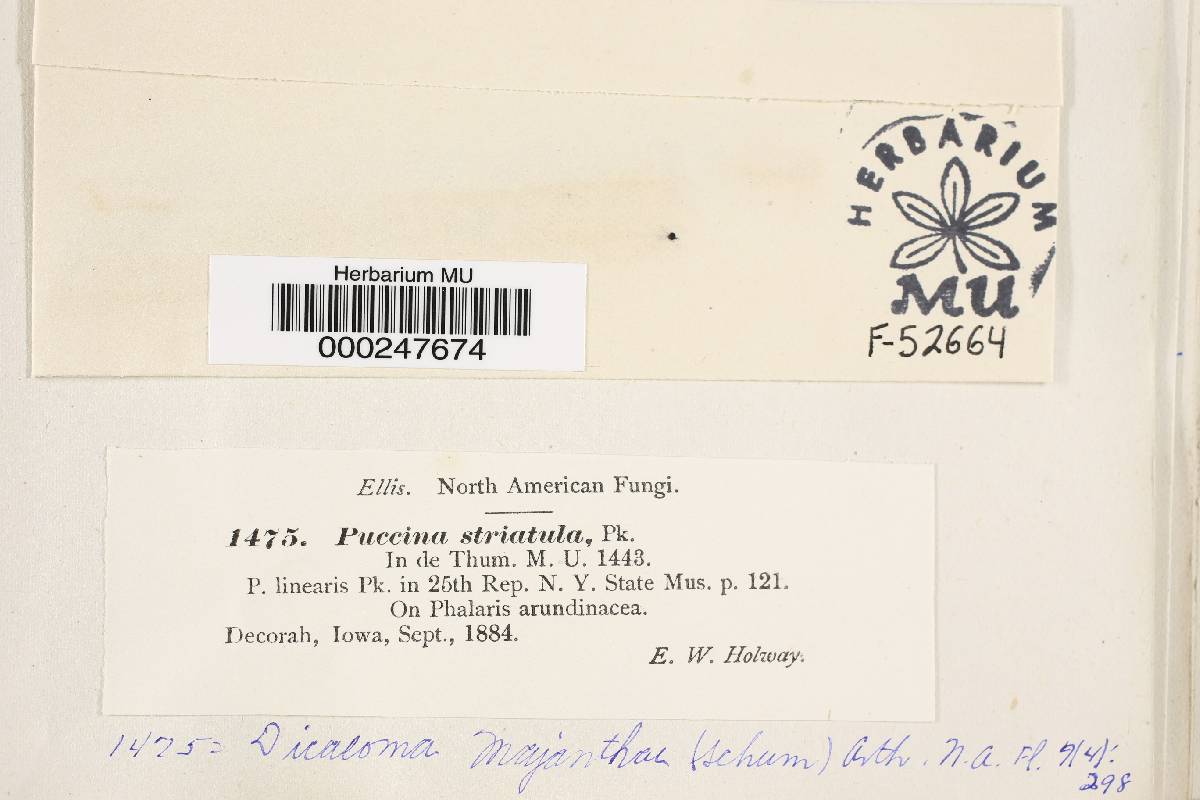 HERBARIUM
MU
F-52664
Herbarium MU
000247674
Ellis. North American Fungi.
1475. Puccina striatula, Pk.
In de Thum. M. U. 1443.
P. linearis Pk. in 25th Rep. N. Y. State Mus. p. 121.
On Phalaris arundinacea.
Decorah, Iowa, Sept., 1884.
E. W. Holway.
1475= Dicaeoma Majanthae (Schum) Arth. N.A. Fl. 7(4):
298